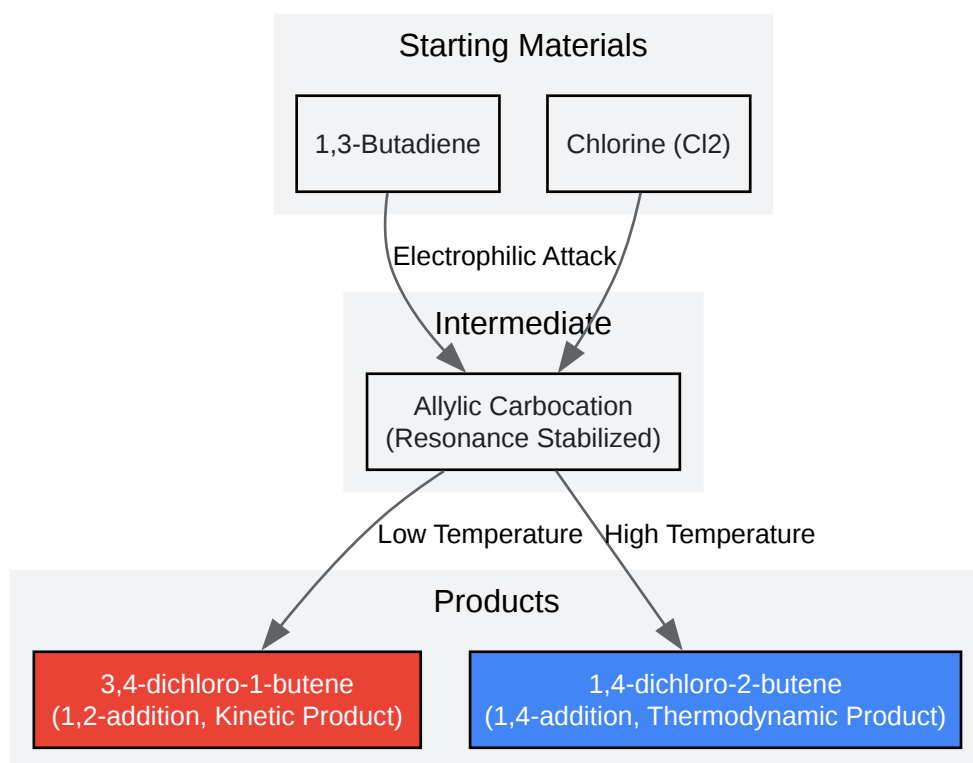 Starting Materials
1,3-Butadiene
Chlorine (Cl2)
Electrophilic Attack
Intermediate
Allylic Carbocation
(Resonance Stabilized)
Low Temperature
High Temperature
Products
3,4-dichloro-1-butene
(1,2-addition, Kinetic Product)
1,4-dichloro-2-butene
(1,4-addition, Thermodynamic Product)